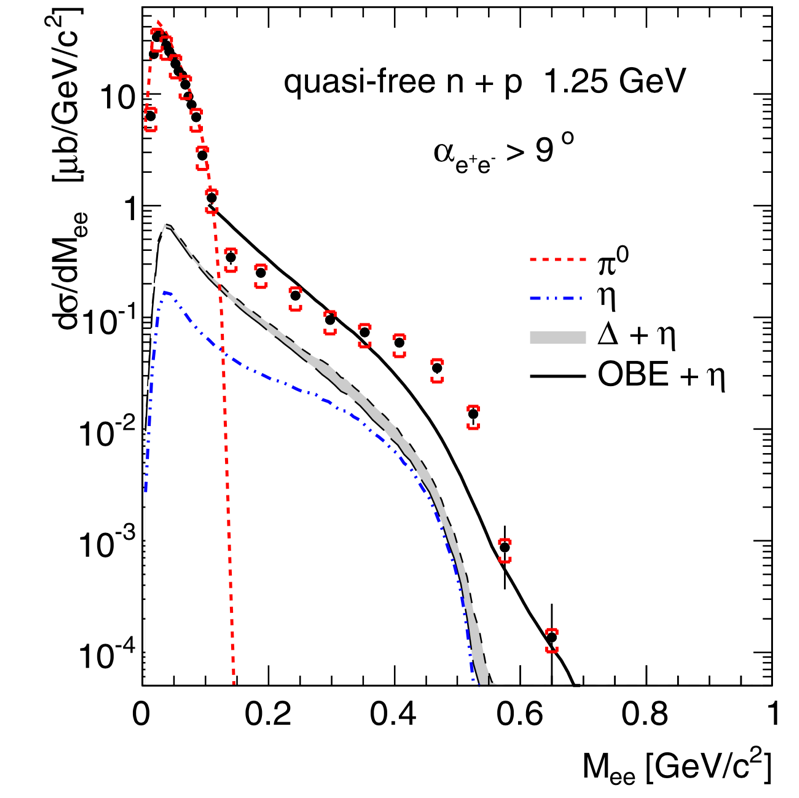 dσ/dM_ee [μb/GeV/c²]
quasi-free n + p 1.25 GeV
α_e⁺e⁻ > 9°
10
1
10⁻¹
10⁻²
10⁻³
10⁻⁴
π⁰
η
Δ + η
OBE + η
0 0.2 0.4 0.6 0.8 1
M_ee [GeV/c²]